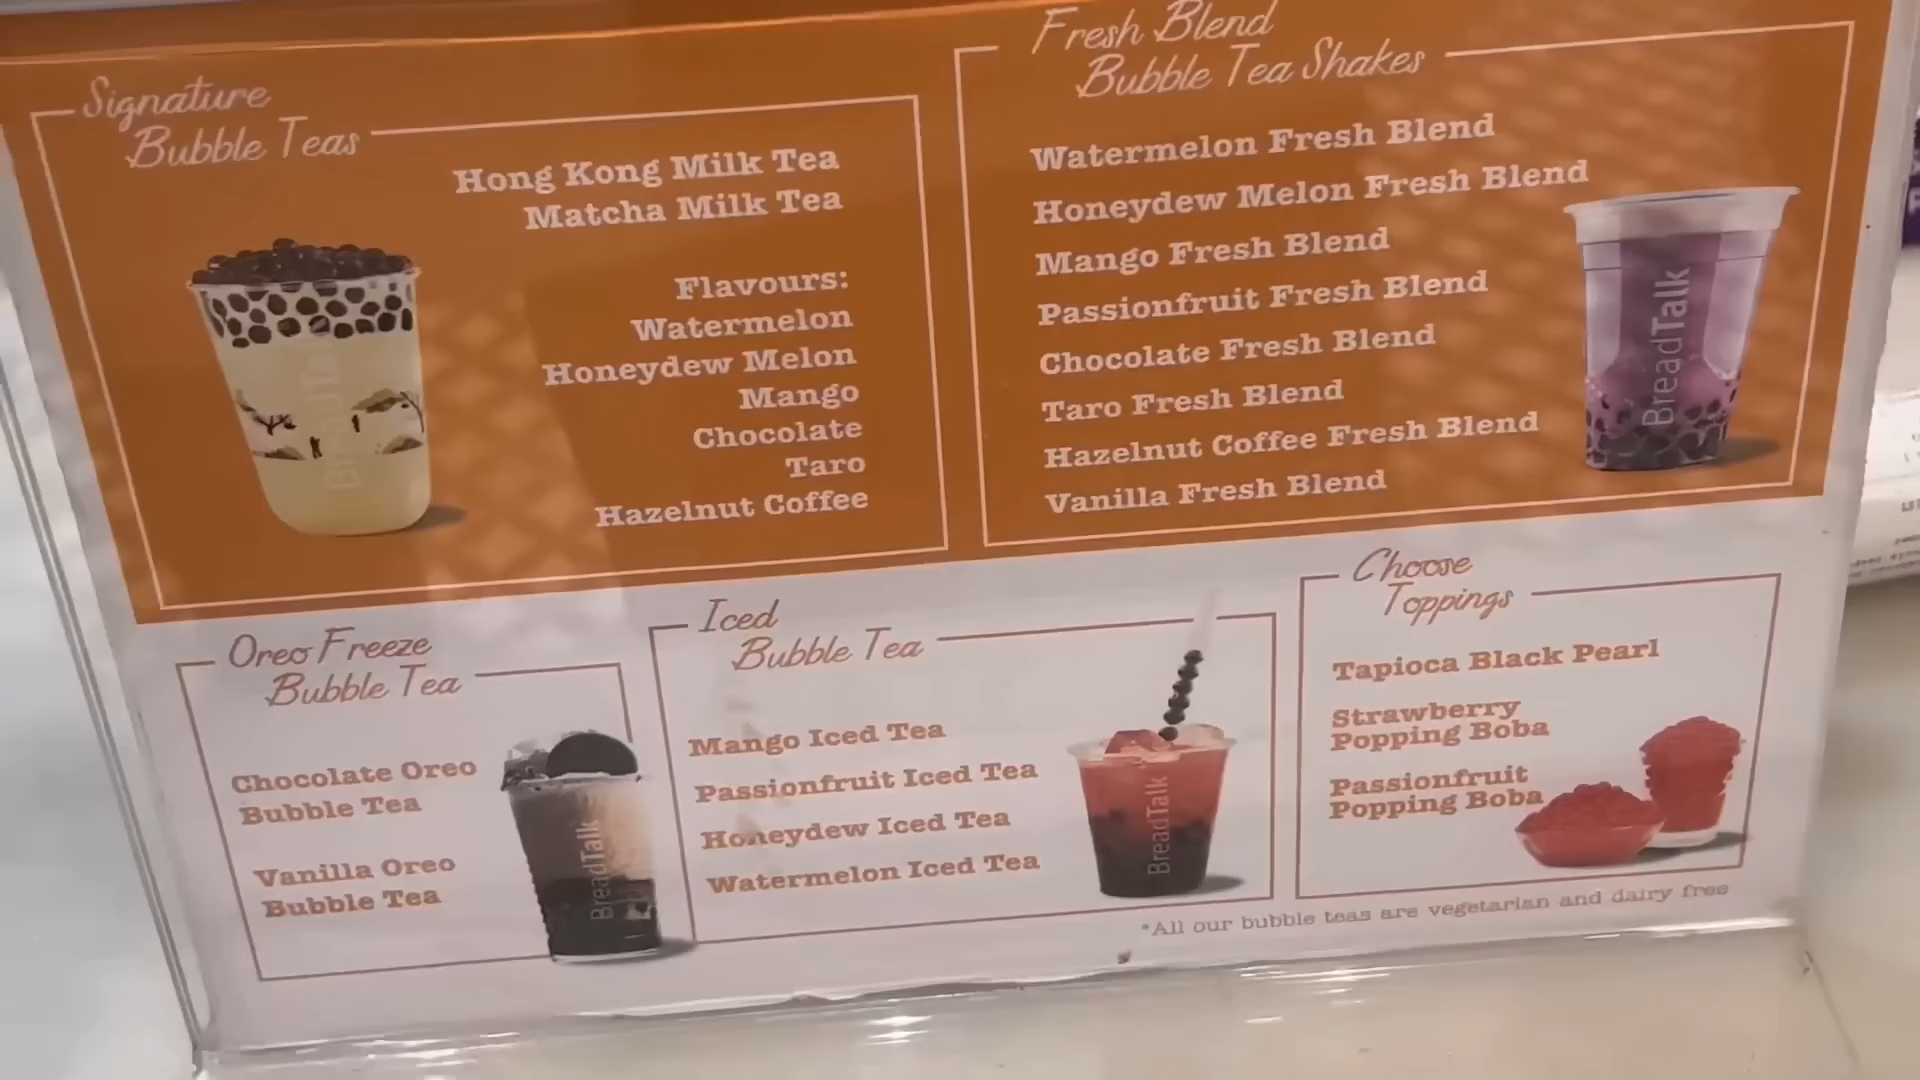 Signature
Bubble Teas
Hong Kong Milk Tea
Matcha Milk Tea
Flavours:
Watermelon
Honeydew Melon
Mango
Chocolate
Taro
Hazelnut Coffee
Fresh Blend
Bubble Tea Shakes
Watermelon Fresh Blend
Honeydew Melon Fresh Blend
Mango Fresh Blend
Passionfruit Fresh Blend
Chocolate Fresh Blend
Taro Fresh Blend
Hazelnut Coffee Fresh Blend
Vanilla Fresh Blend
BreadTalk
Oreo Freeze
Bubble Tea
Chocolate Oreo
Bubble Tea
Vanilla Oreo
Bubble Tea
BreadTalk
Iced
Bubble Tea
Mango Iced Tea
Passionfruit Iced Tea
Honeydew Iced Tea
Watermelon Iced Tea
BreadTalk
Choose
Toppings
Tapioca Black Pearl
Strawberry
Popping Boba
Passionfruit
Popping Boba
*All our bubble teas are vegetarian and dairy free